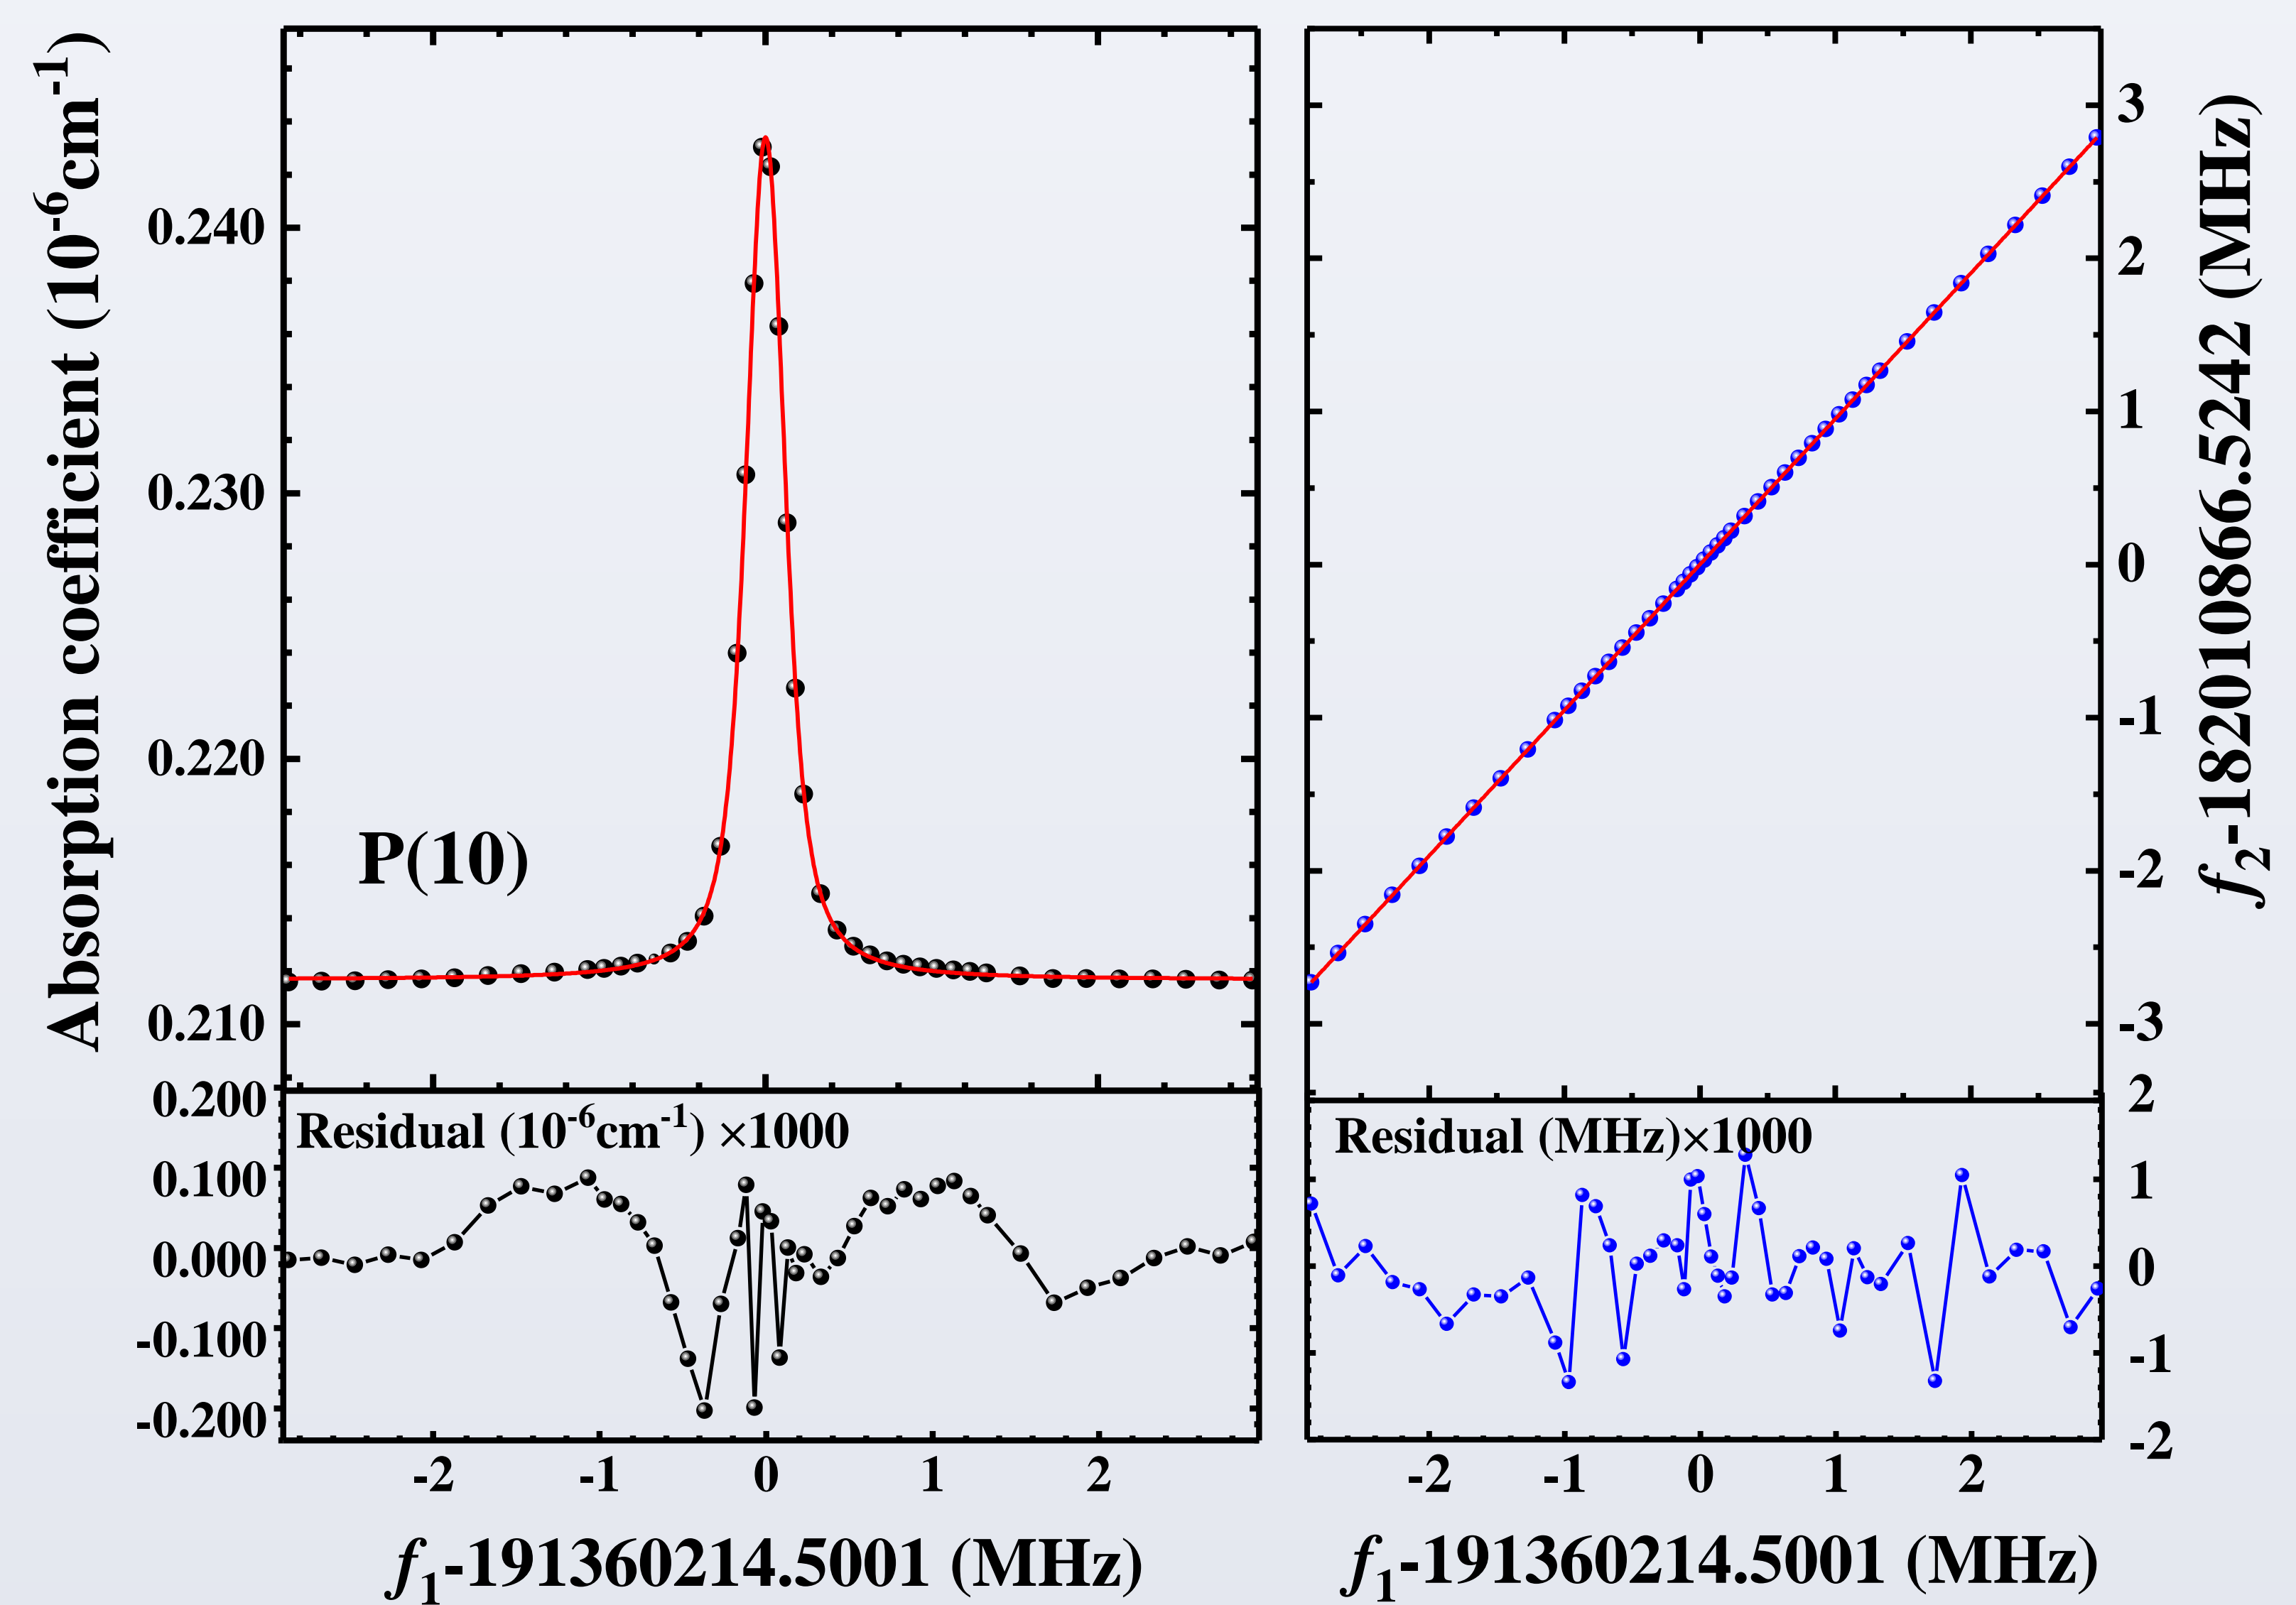 Absorption coefficient (10-6cm-1)
0.240
0.230
0.220
0.210
P(10)
0.200
0.100
0.000
-0.100
-0.200
Residual (10-6cm-1) ×1000
-2 -1 0 1 2
f1-191360214.5001 (MHz)
3
2
1
0
-1
-2
-3
f2-182010866.5242 (MHz)
2
1
0
-1
-2
Residual (MHz)×1000
-2 -1 0 1 2
f1-191360214.5001 (MHz)